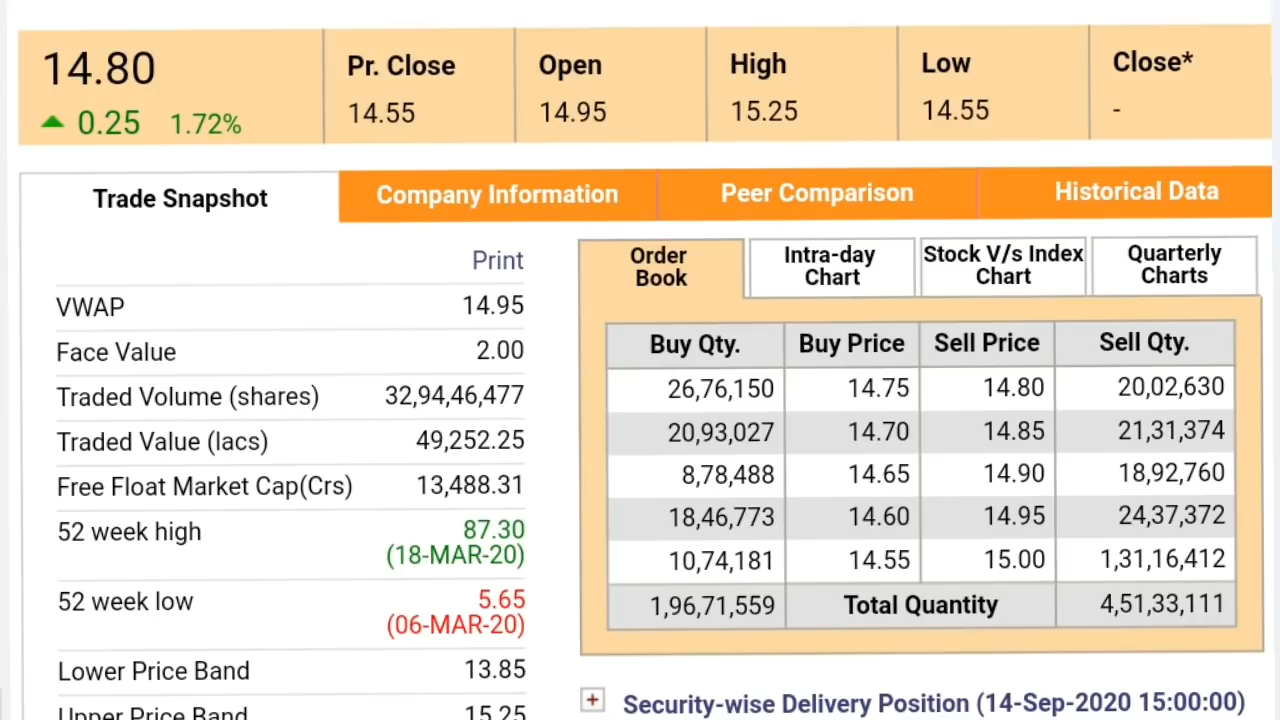 14.80
0.25 1.72%
Pr. Close
14.55
Open
14.95
High
15.25
Low
14.55
Close*
-
Trade Snapshot Company Information Peer Comparison Historical Data
Print
VWAP 14.95
Face Value 2.00
Traded Volume (shares) 32,94,46,477
Traded Value (lacs) 49,252.25
Free Float Market Cap(Crs) 13,488.31
52 week high 87.30
(18-MAR-20)
52 week low 5.65
(06-MAR-20)
Lower Price Band 13.85
Upper Price Band 15.25
Order
Book
Intra-day
Chart
Stock V/s Index
Chart
Quarterly
Charts
Buy Qty. Buy Price Sell Price Sell Qty.
26,76,150 14.75 14.80 20,02,630
20,93,027 14.70 14.85 21,31,374
8,78,488 14.65 14.90 18,92,760
18,46,773 14.60 14.95 24,37,372
10,74,181 14.55 15.00 1,31,16,412
1,96,71,559 Total Quantity 4,51,33,111
+ Security-wise Delivery Position (14-Sep-2020 15:00:00)